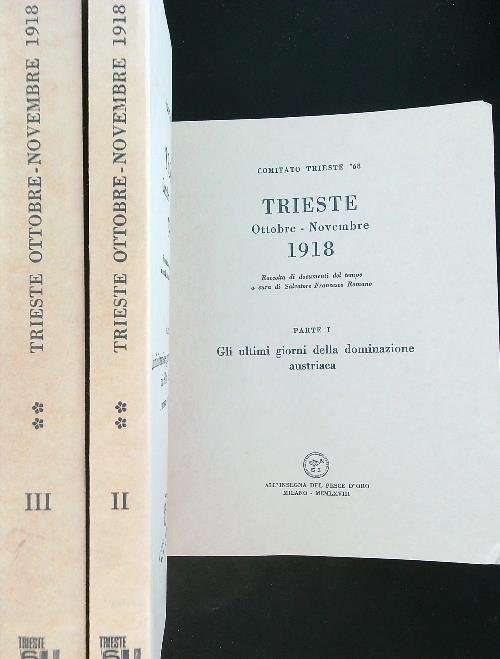 TRIESTE OTTOBRE-NOVEMBRE 1918
III
TRIESTE
TRIESTE OTTOBRE-NOVEMBRE 1918
II
TRIESTE
COMITATO TRIESTE '68
TRIESTE
Ottobre - Novembre
1918
Raccolta di documenti del tempo
a cura di Salvatore Francesco Romano
PARTE I
Gli ultimi giorni della dominazione
austriaca
ALL'INSEGNA DEL PESCE D'ORO
MILANO - MCMLXVIII